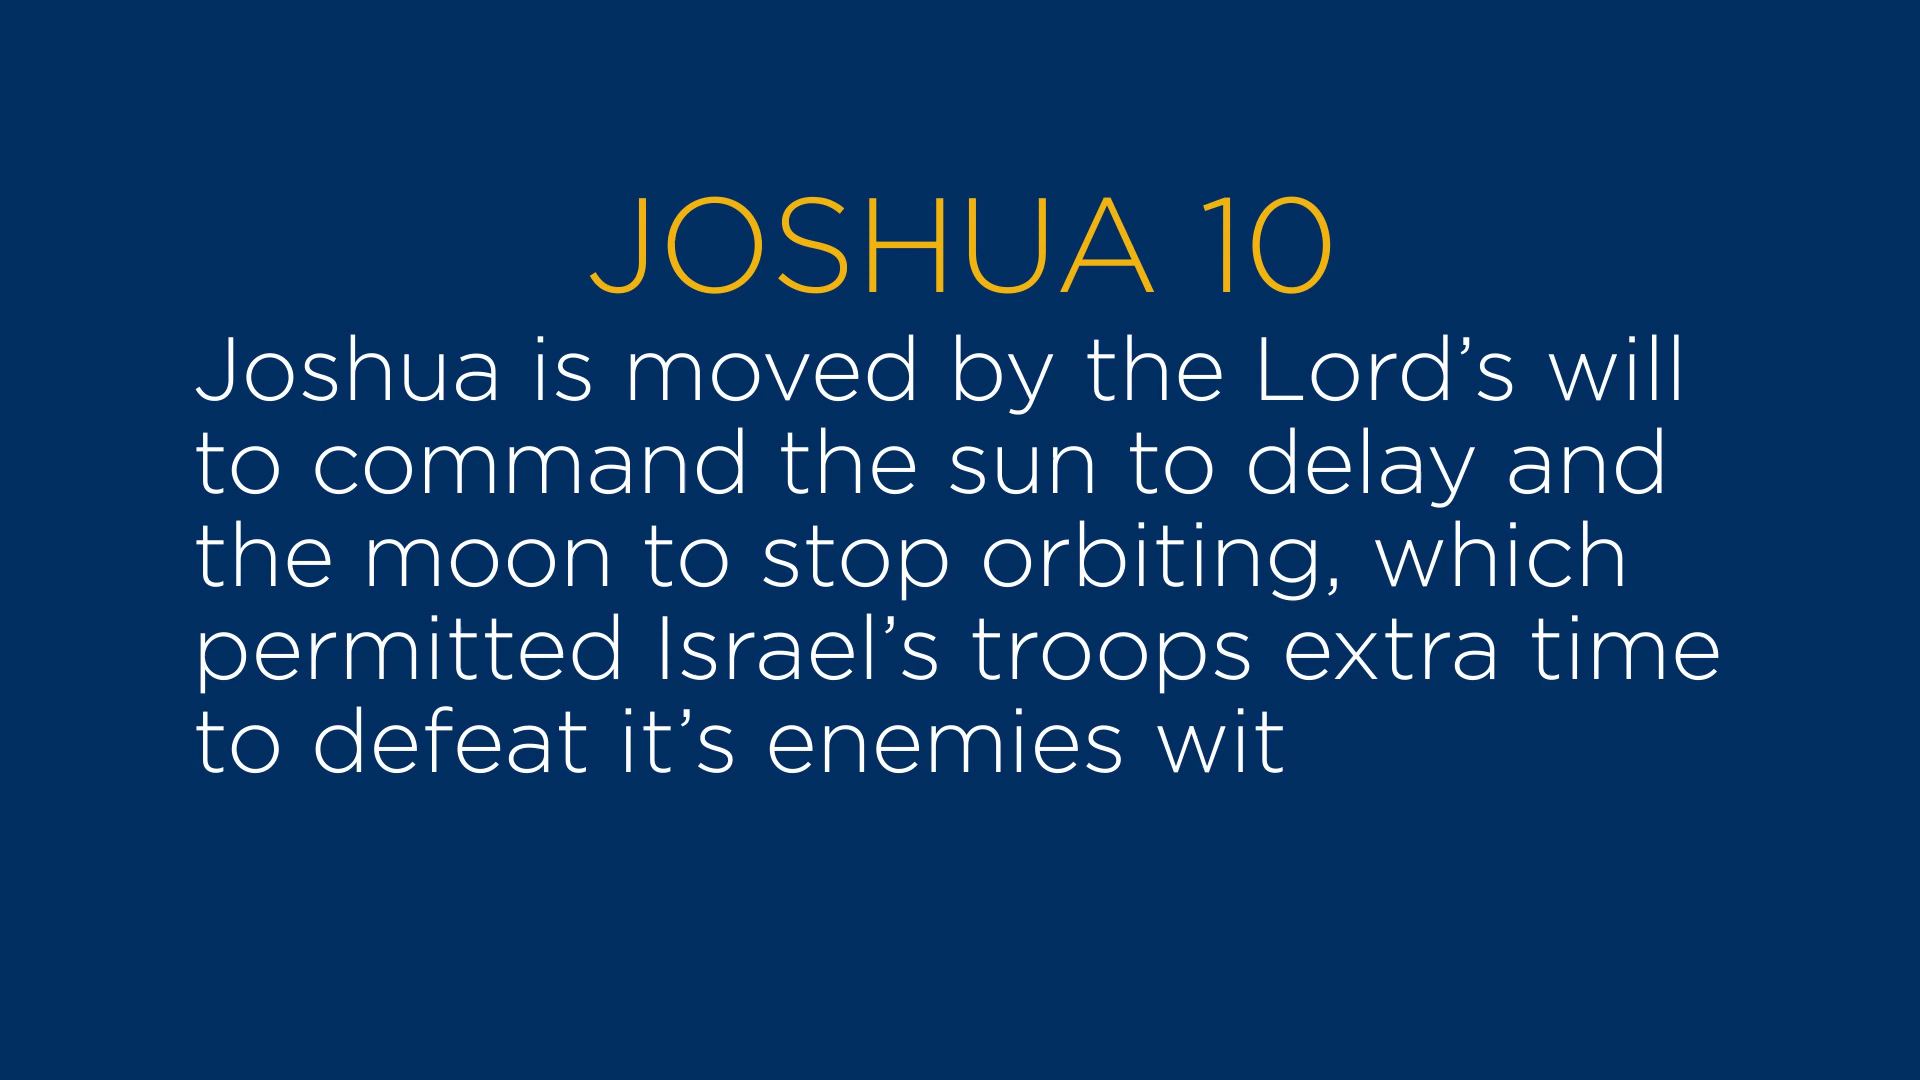 JOSHUA 10
Joshua is moved by the Lord’s will
to command the sun to delay and
the moon to stop orbiting, which
permitted Israel’s troops extra time
to defeat it’s enemies wit